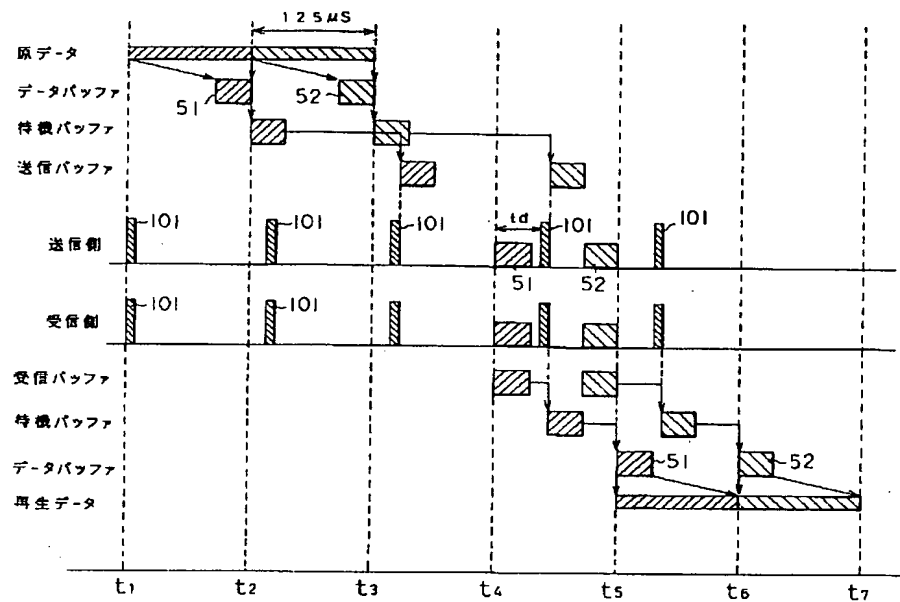 125μS
原データ
データバッファ
51
52
待機バッファ
送信バッファ
送信側
101
101
101
td
101
101
51
52
受信側
101
101
受信バッファ
待機バッファ
データバッファ
51
52
再生データ
t1 t2 t3 t4 t5 t6 t7